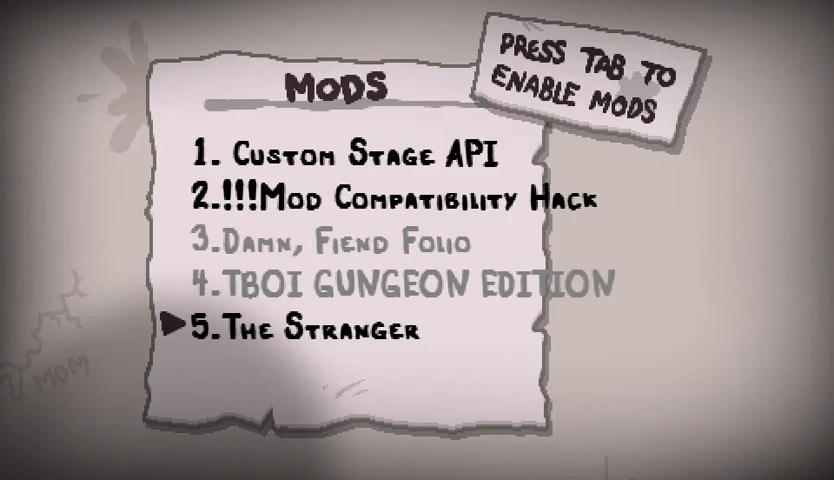 MODS
PRESS TAB TO
ENABLE MODS
1. CUSTOM STAGE API
2.!!!MOD COMPATIBILITY HACK
3.DAMN, FIEND FOLIO
4.TBOI GUNGEON EDITION
5.THE STRANGER
MOM